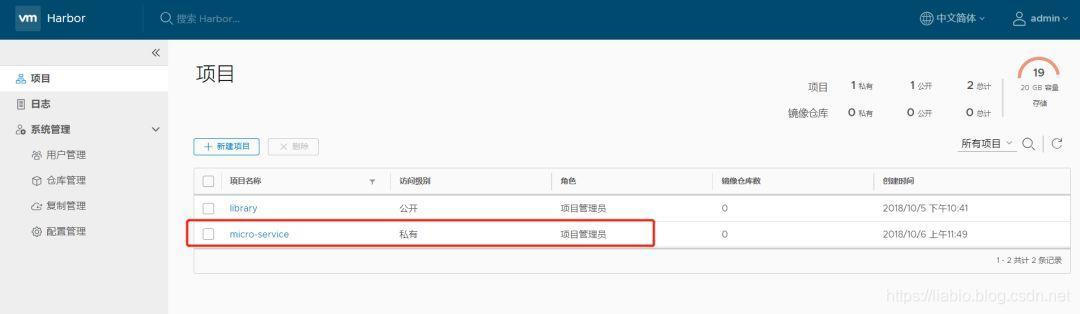 vm Harbor 搜索 Harbor... 中文简体 admin
项目
日志
系统管理
用户管理
仓库管理
复制管理
配置管理
项目
项目 1 私有 1 公开 2 总计
镜像仓库 0 私有 0 公开 0 总计
19
20 GB 容量
存储
+ 新建项目 × 删除 所有项目
项目名称 访问级别 角色 镜像仓库数 创建时间
library 公开 项目管理员 0 2018/10/5 下午10:41
micro-service 私有 项目管理员 0 2018/10/6 上午11:49
1 - 2 共计 2 条记录
https://liabio.blog.csdn.net